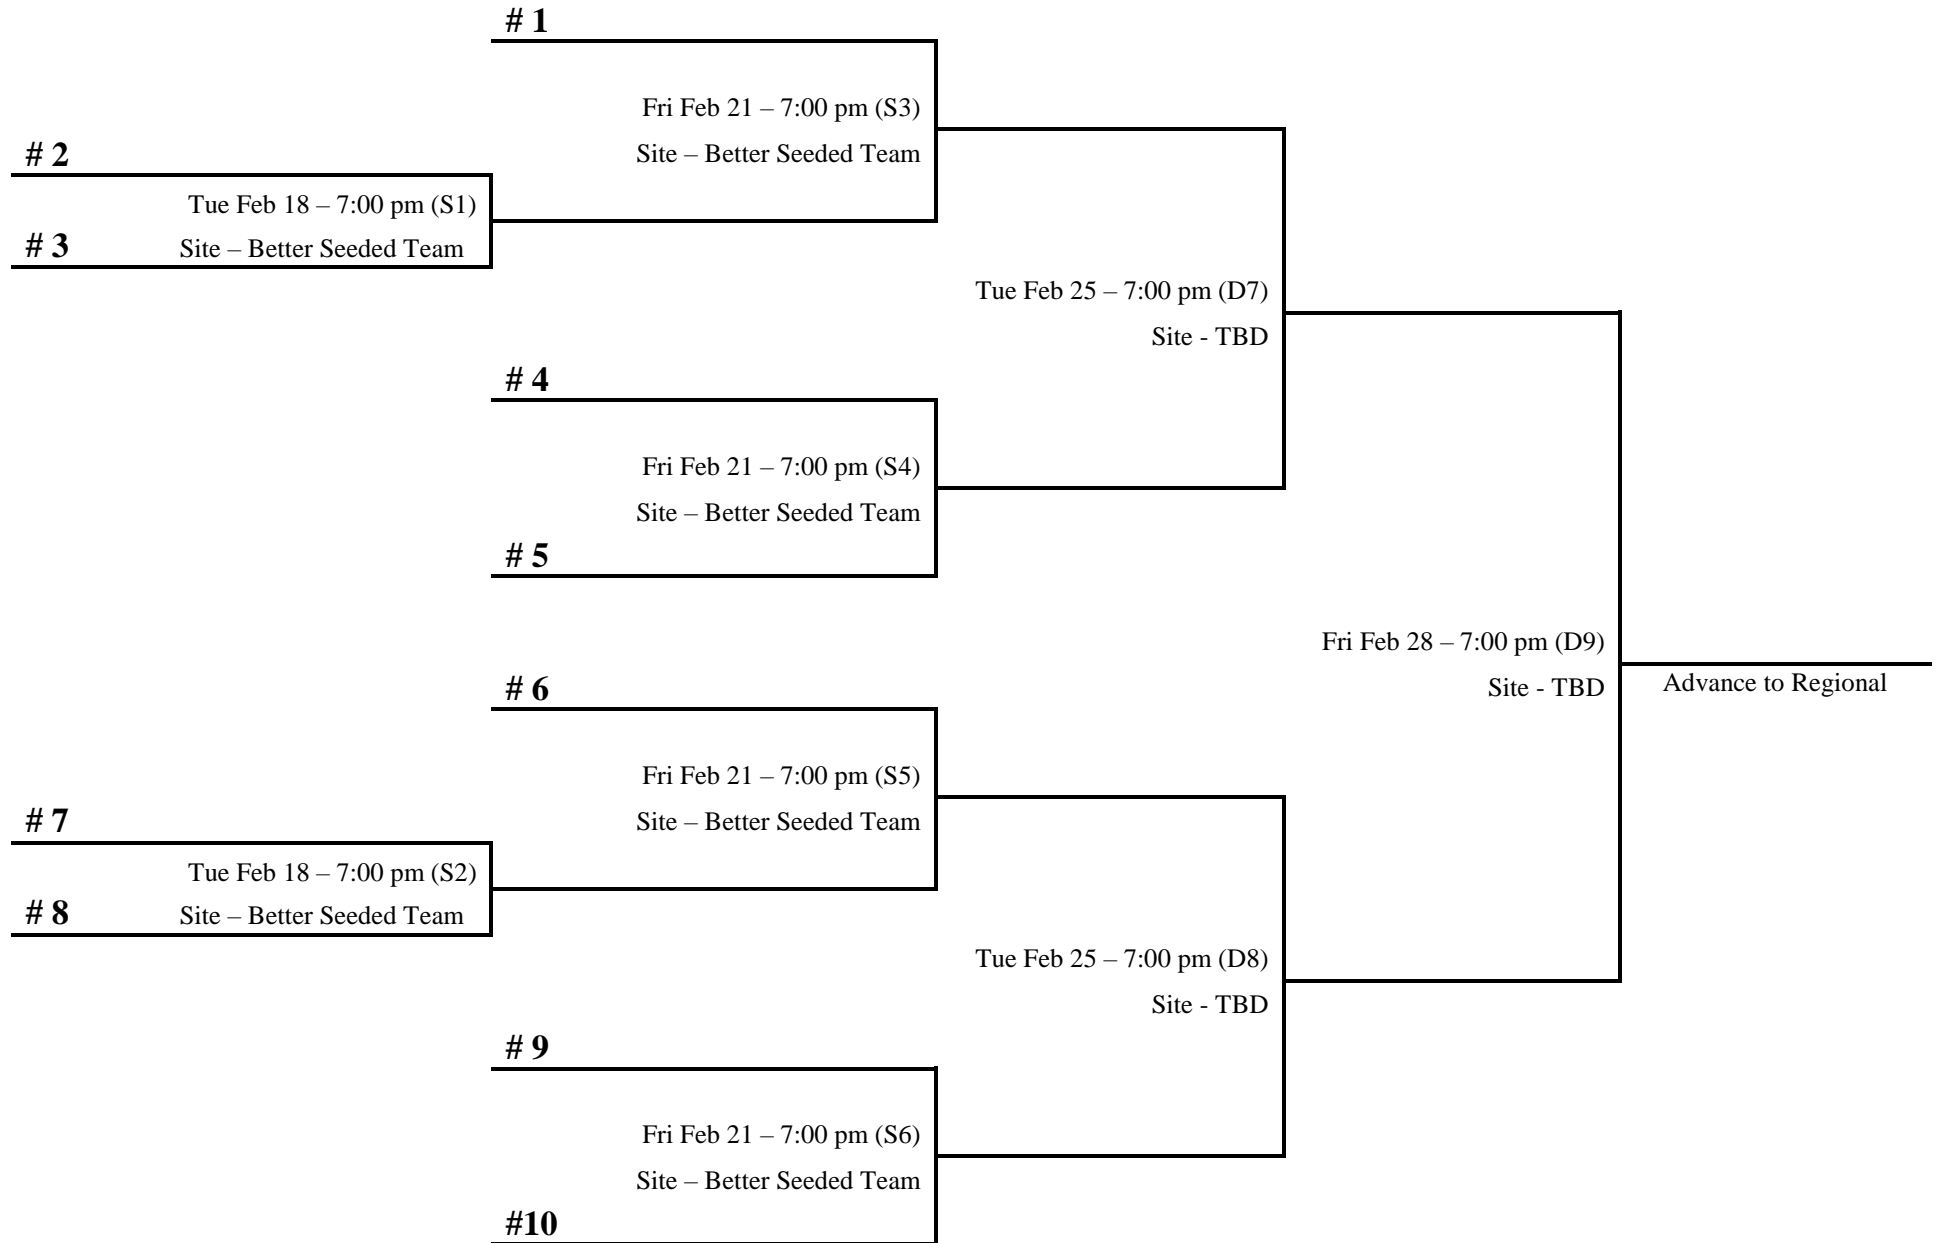 # 1
Fri Feb 21 – 7:00 pm (S3)
Site – Better Seeded Team
# 2
Tue Feb 18 – 7:00 pm (S1)
# 3
Site – Better Seeded Team
Tue Feb 25 – 7:00 pm (D7)
Site - TBD
# 4
Fri Feb 21 – 7:00 pm (S4)
Site – Better Seeded Team
# 5
Fri Feb 28 – 7:00 pm (D9)
Site - TBD
Advance to Regional
# 6
Fri Feb 21 – 7:00 pm (S5)
Site – Better Seeded Team
# 7
Tue Feb 18 – 7:00 pm (S2)
# 8
Site – Better Seeded Team
Tue Feb 25 – 7:00 pm (D8)
Site - TBD
# 9
Fri Feb 21 – 7:00 pm (S6)
Site – Better Seeded Team
#10